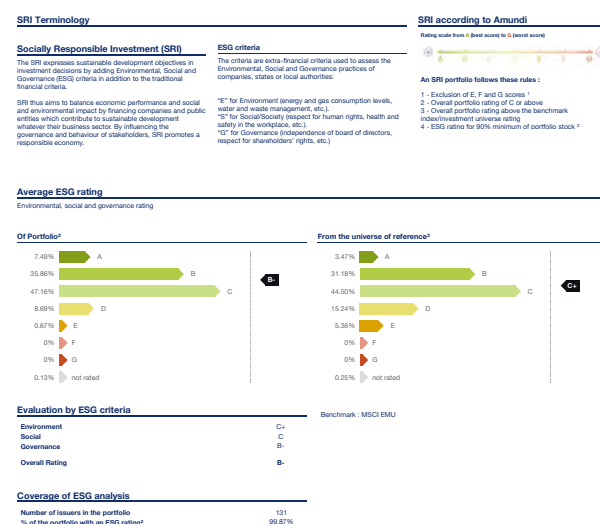 SRI Terminology
Socially Responsible Investment (SRI)
The SRI expresses sustainable development objectives in
investment decisions by adding Environmental, Social and
Governance (ESG) criteria in addition to the traditional
financial criteria.
SRI thus aims to balance economic performance and social
and environmental impact by financing companies and public
entities which contribute to sustainable development
whatever their business sector. By influencing the
governance and behaviour of stakeholders, SRI promotes a
responsible economy.
ESG criteria
The criteria are extra-financial criteria used to assess the
Environmental, Social and Governance practices of
companies, states or local authorities:
"E" for Environment (energy and gas consumption levels,
water and waste management, etc.).
"S" for Social/Society (respect for human rights, health and
safety in the workplace, etc.).
"G" for Governance (independence of board of directors,
respect for shareholders' rights, etc.)
SRI according to Amundi
Rating scale from A (best score) to G (worst score)
An SRI portfolio follows these rules :
1 - Exclusion of E, F and G scores ¹
2 - Overall portfolio rating of C or above
3 - Overall portfolio rating above the benchmark
index/investment universe rating
4 - ESG rating for 90% minimum of portfolio stock ²
Average ESG rating
Environmental, social and governance rating
Of Portfolio²
7.49% A
35.86% B
47.16% C
8.69% D
0.67% E
0% F
0% G
0.13% not rated
B-
From the universe of reference³
3.47% A
31.18% B
44.50% C
15.24% D
5.36% E
0% F
0% G
0.25% not rated
C+
Evaluation by ESG criteria
Environment C+
Social C
Governance B-
Overall Rating B-
Benchmark : MSCI EMU
Coverage of ESG analysis
Number of issuers in the portfolio 131
% of the portfolio with an ESG rating² 99.87%